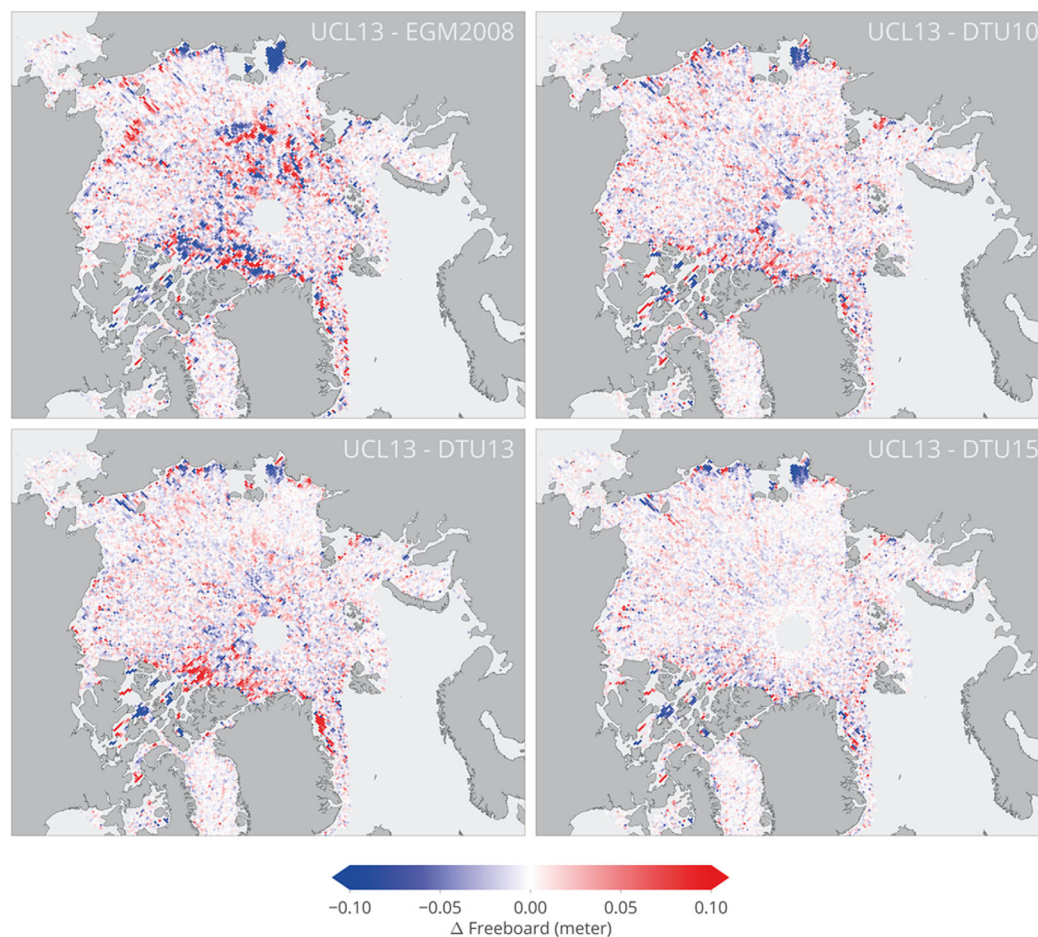 UCL13 - EGM2008
UCL13 - DTU10
UCL13 - DTU13
UCL13 - DTU15
−0.10 −0.05 0.00 0.05 0.10
Δ Freeboard (meter)